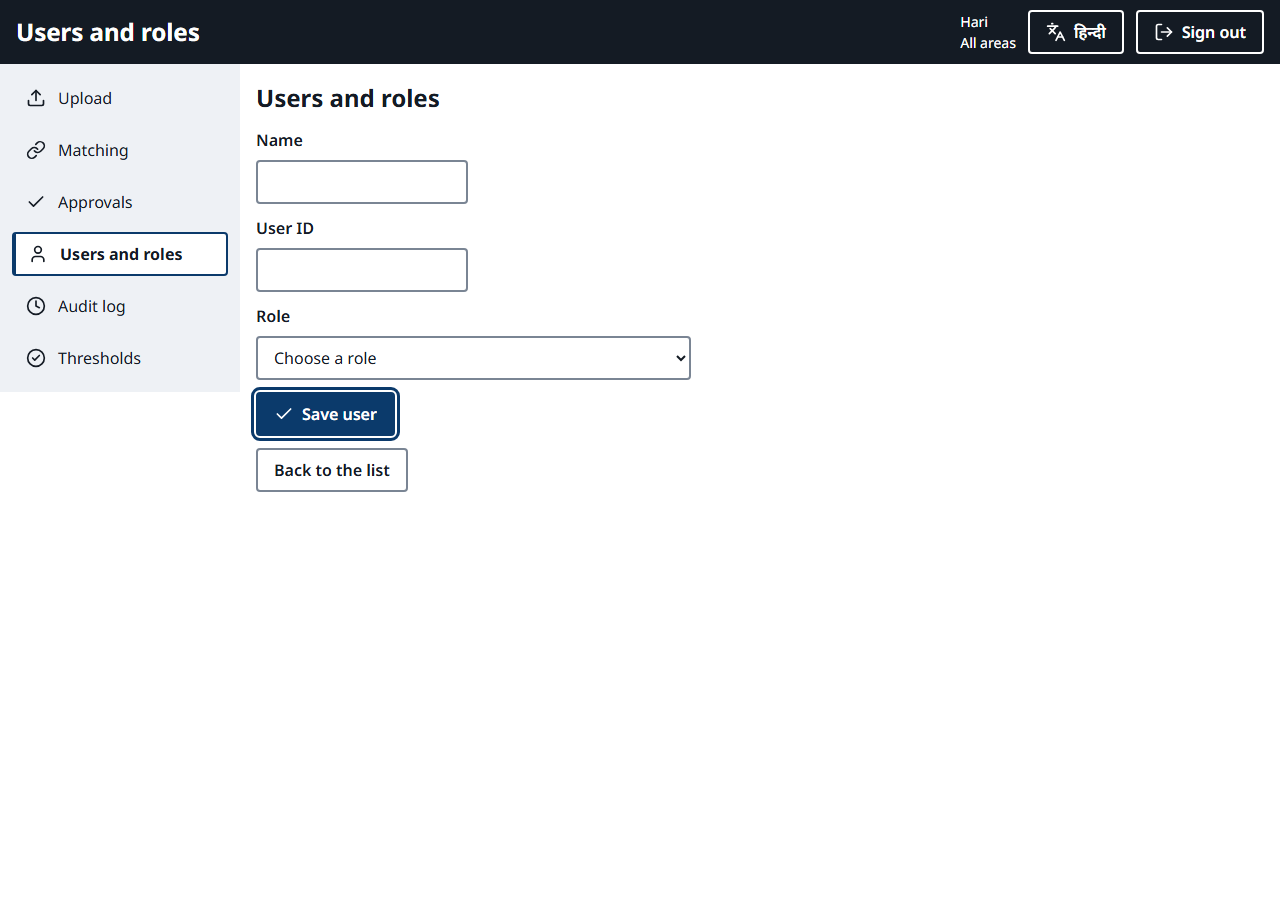 Users and roles
Hari
All areas
हिन्दी
Sign out
Upload
Matching
Approvals
Users and roles
Audit log
Thresholds
Users and roles
Name
User ID
Role
Choose a role
Save user
Back to the list